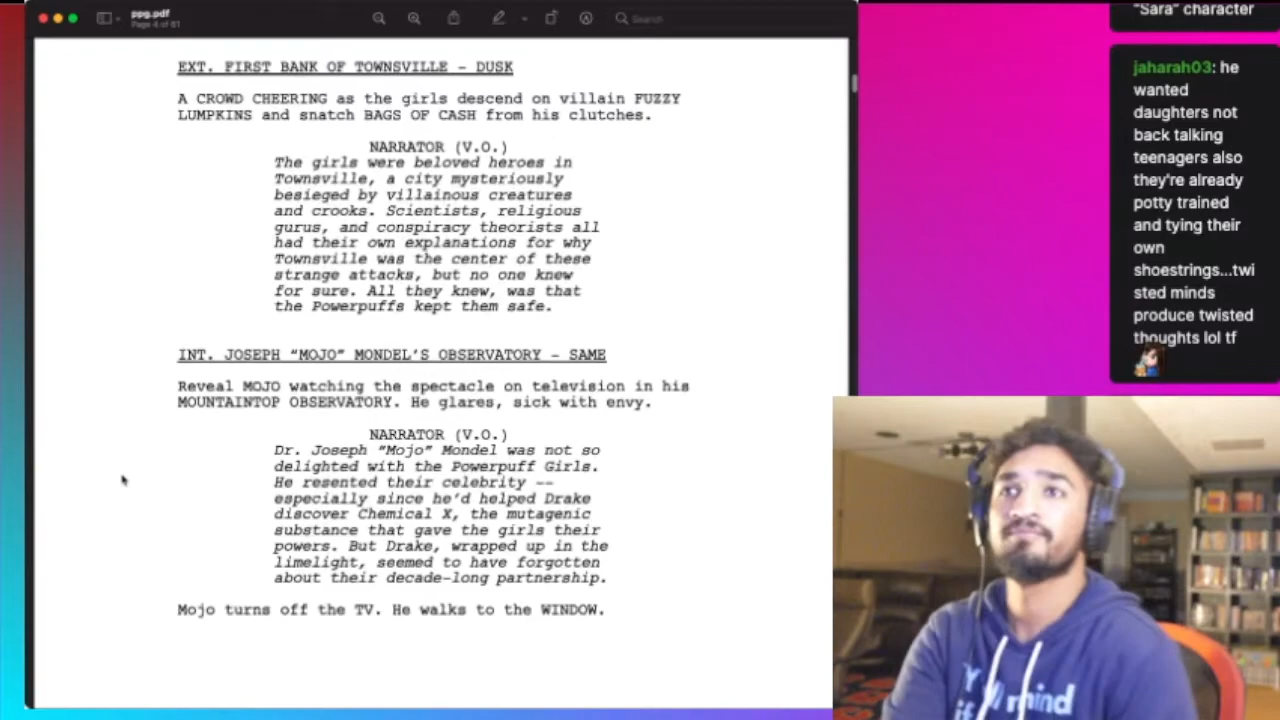 ppg.pdf
Page 4 of 61
Search
EXT. FIRST BANK OF TOWNSVILLE - DUSK
A CROWD CHEERING as the girls descend on villain FUZZY
LUMPKINS and snatch BAGS OF CASH from his clutches.
NARRATOR (V.O.)
The girls were beloved heroes in
Townsville, a city mysteriously
besieged by villainous creatures
and crooks. Scientists, religious
gurus, and conspiracy theorists all
had their own explanations for why
Townsville was the center of these
strange attacks, but no one knew
for sure. All they knew, was that
the Powerpuffs kept them safe.
INT. JOSEPH “MOJO” MONDEL’S OBSERVATORY - SAME
Reveal MOJO watching the spectacle on television in his
MOUNTAINTOP OBSERVATORY. He glares, sick with envy.
NARRATOR (V.O.)
Dr. Joseph “Mojo” Mondel was not so
delighted with the Powerpuff Girls.
He resented their celebrity --
especially since he’d helped Drake
discover Chemical X, the mutagenic
substance that gave the girls their
powers. But Drake, wrapped up in the
limelight, seemed to have forgotten
about their decade-long partnership.
Mojo turns off the TV. He walks to the WINDOW.
"Sara" character
jaharah03: he
wanted
daughters not
back talking
teenagers also
they're already
potty trained
and tying their
own
shoestrings...twi
sted minds
produce twisted
thoughts lol tf
mind